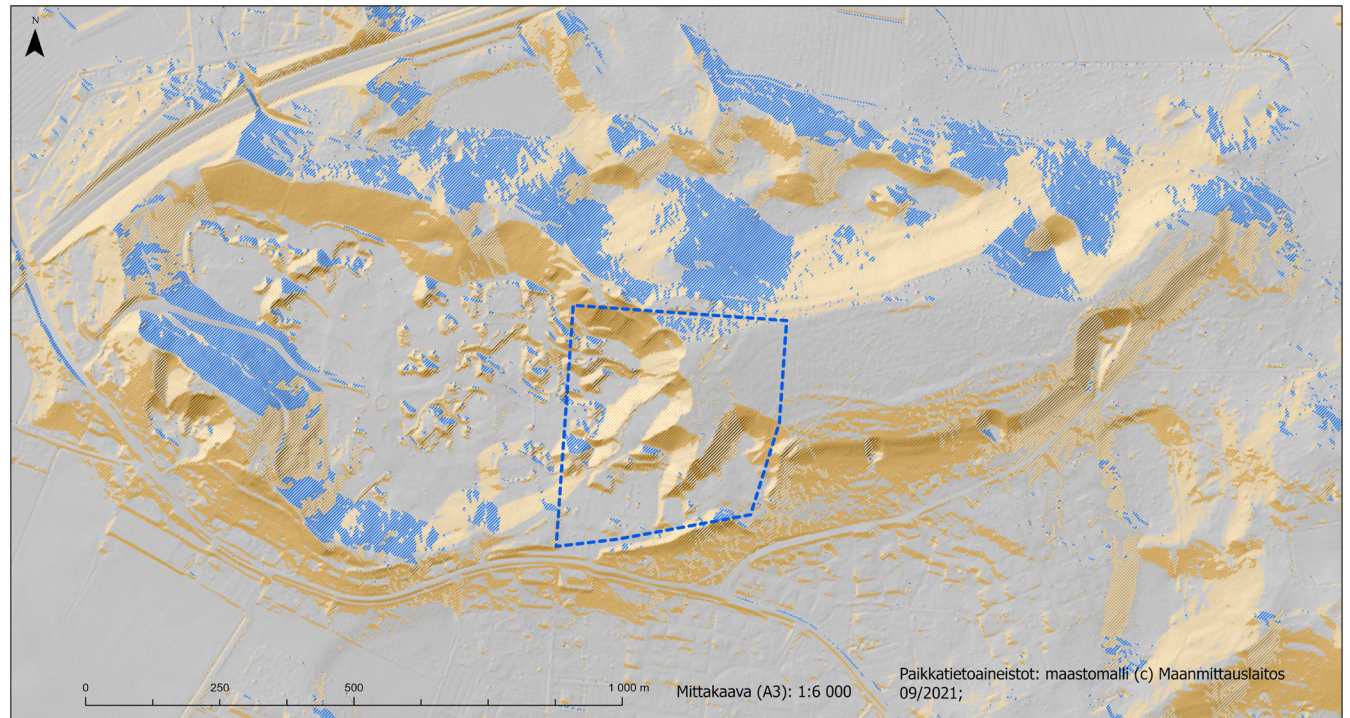 N
0 250 500 1 000 m
Mittakaava (A3): 1:6 000
Paikkatietoaineistot: maastomalli (c) Maanmittauslaitos
09/2021;